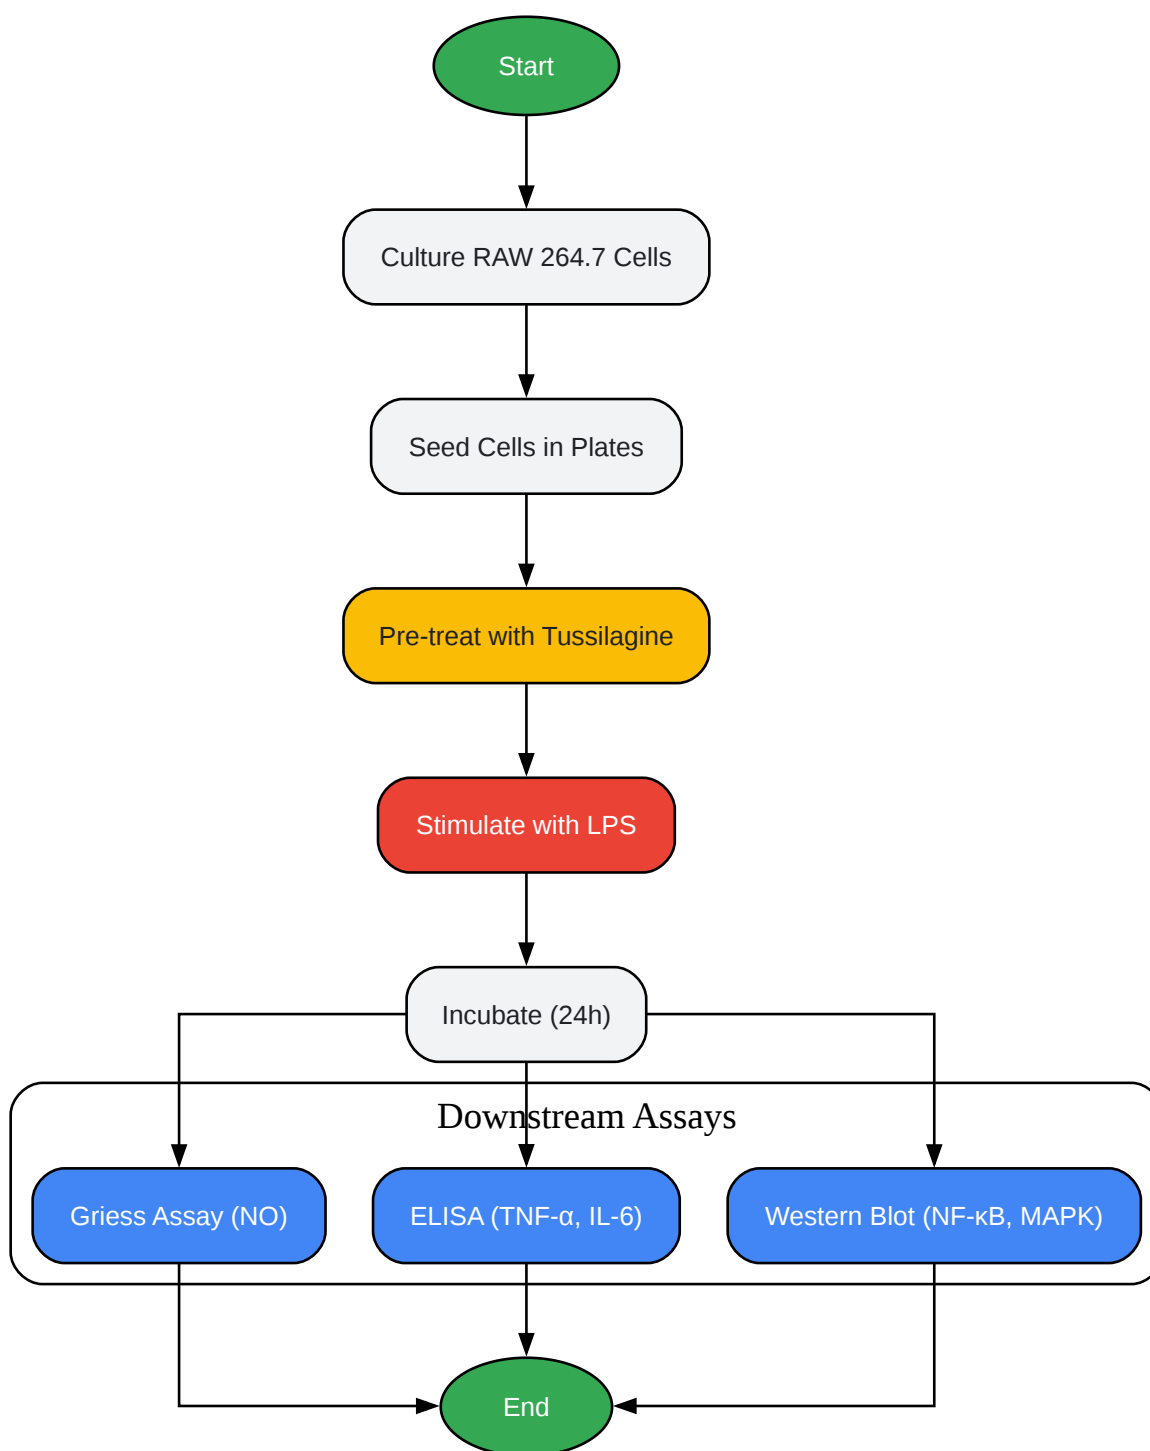 Start
Culture RAW 264.7 Cells
Seed Cells in Plates
Pre-treat with Tussilagine
Stimulate with LPS
Incubate (24h)
Downstream Assays
Griess Assay (NO)
ELISA (TNF-α, IL-6)
Western Blot (NF-κB, MAPK)
End